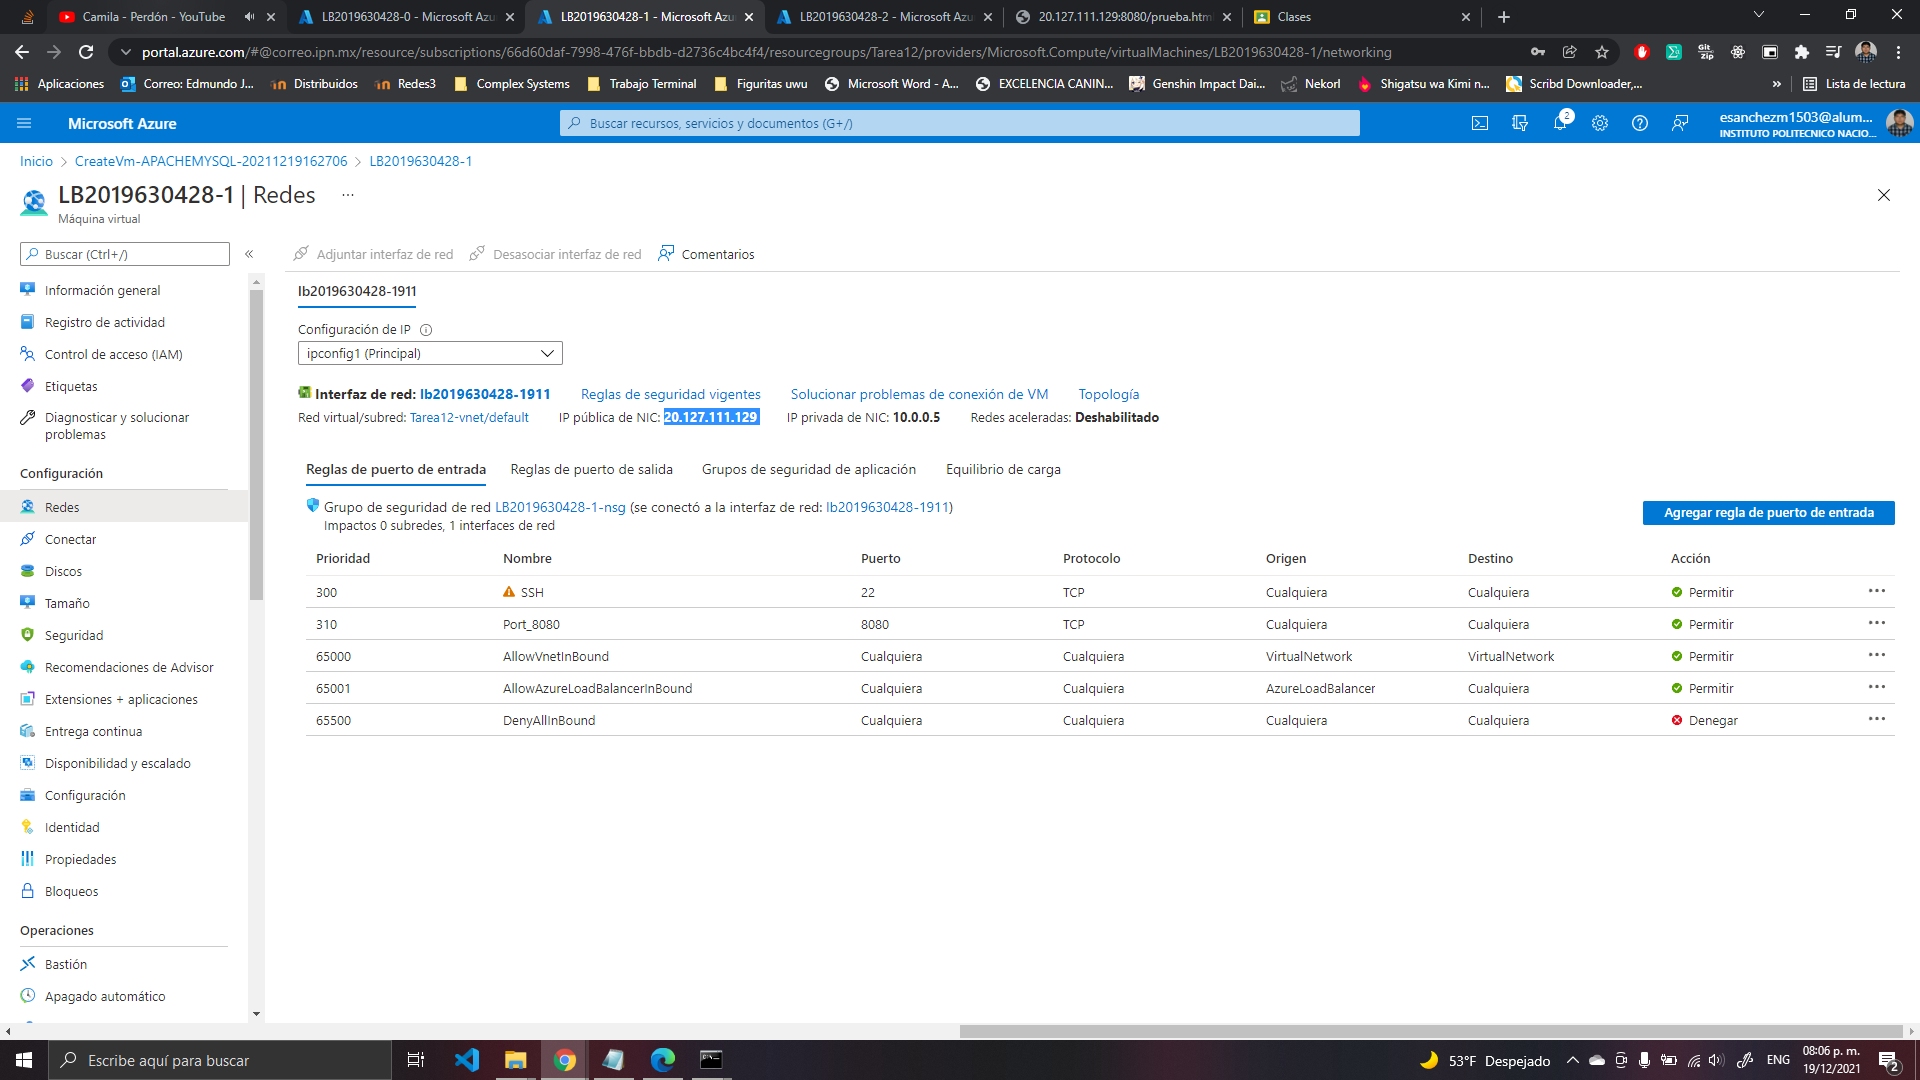 Camila - Perdón - YouTube
LB2019630428-0 - Microsoft Azu
LB2019630428-1 - Microsoft Azu
LB2019630428-2 - Microsoft Azu
20.127.111.129:8080/prueba.htm
Clases
portal.azure.com/#@correo.ipn.mx/resource/subscriptions/66d60daf-7998-476f-bbdb-d2736c4bc4f4/resourcegroups/Tarea12/providers/Microsoft.Compute/virtualMachines/LB2019630428-1/networking
Aplicaciones
Correo: Edmundo J...
Distribuidos
Redes3
Complex Systems
Trabajo Terminal
Figuritas uwu
Microsoft Word - A...
EXCELENCIA CANIN...
Genshin Impact Dai...
Nekorl
Shigatsu wa Kimi n...
Scribd Downloader,...
»
Lista de lectura
Microsoft Azure
Buscar recursos, servicios y documentos (G+/)
2
esanchezm1503@alum...
INSTITUTO POLITECNICO NACIO...
Inicio > CreateVm-APACHEMYSQL-20211219162706 > LB2019630428-1
LB2019630428-1 | Redes ...
Máquina virtual
Buscar (Ctrl+/)
«
Información general
Registro de actividad
Control de acceso (IAM)
Etiquetas
Diagnosticar y solucionar
problemas
Configuración
Redes
Conectar
Discos
Tamaño
Seguridad
Recomendaciones de Advisor
Extensiones + aplicaciones
Entrega continua
Disponibilidad y escalado
Configuración
Identidad
Propiedades
Bloqueos
Operaciones
Bastión
Apagado automático
Adjuntar interfaz de red
Desasociar interfaz de red
Comentarios
lb2019630428-1911
Configuración de IP
ipconfig1 (Principal)
Interfaz de red: lb2019630428-1911 Reglas de seguridad vigentes Solucionar problemas de conexión de VM Topología
Red virtual/subred: Tarea12-vnet/default IP pública de NIC: 20.127.111.129 IP privada de NIC: 10.0.0.5 Redes aceleradas: Deshabilitado
Reglas de puerto de entrada Reglas de puerto de salida Grupos de seguridad de aplicación Equilibrio de carga
Grupo de seguridad de red LB2019630428-1-nsg (se conectó a la interfaz de red: lb2019630428-1911)
Impactos 0 subredes, 1 interfaces de red
Agregar regla de puerto de entrada
Prioridad Nombre Puerto Protocolo Origen Destino Acción
300 SSH 22 TCP Cualquiera Cualquiera Permitir ...
310 Port_8080 8080 TCP Cualquiera Cualquiera Permitir ...
65000 AllowVnetInBound Cualquiera Cualquiera VirtualNetwork VirtualNetwork Permitir ...
65001 AllowAzureLoadBalancerInBound Cualquiera Cualquiera AzureLoadBalancer Cualquiera Permitir ...
65500 DenyAllInBound Cualquiera Cualquiera Cualquiera Cualquiera Denegar ...
Escribe aquí para buscar
53°F Despejado
ENG
08:06 p. m.
19/12/2021
2